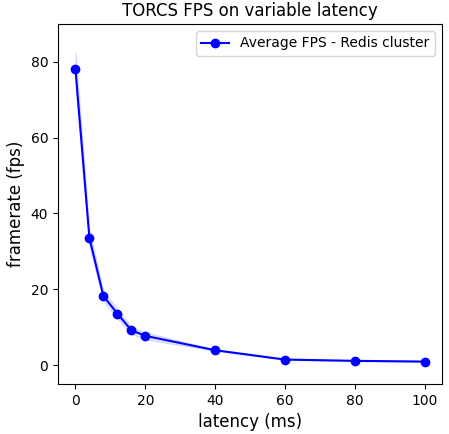 TORCS FPS on variable latency
Average FPS - Redis cluster
framerate (fps)
80
60
40
20
0
0 20 40 60 80 100
latency (ms)